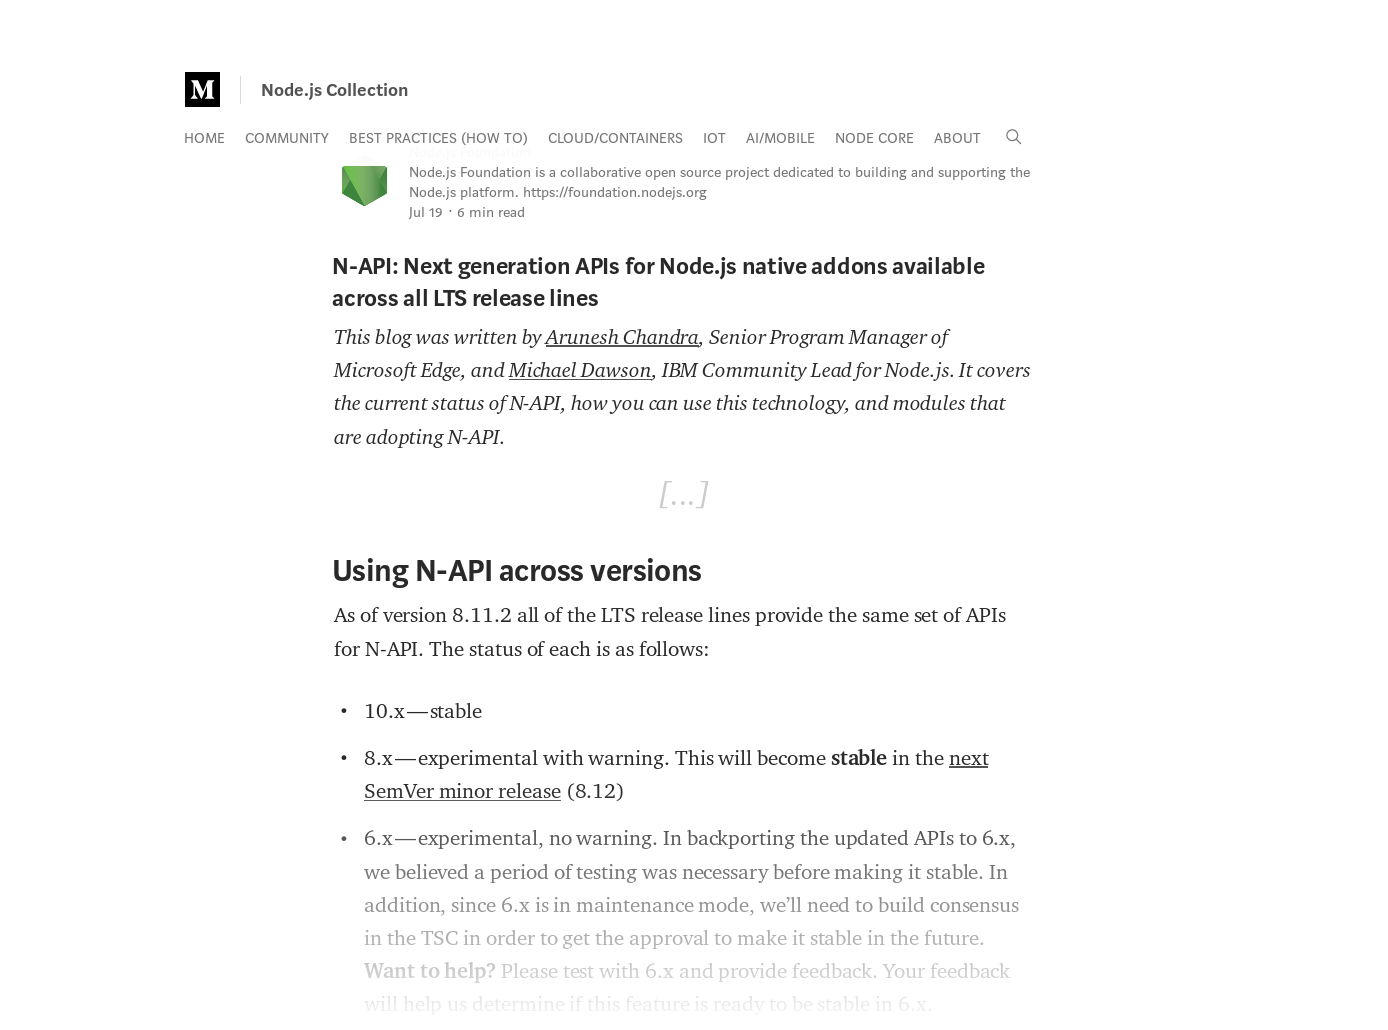 M
Node.js Collection
HOME COMMUNITY BEST PRACTICES (HOW TO) CLOUD/CONTAINERS IOT AI/MOBILE NODE CORE ABOUT
Node.js Foundation
Node.js Foundation is a collaborative open source project dedicated to building and supporting the
Node.js platform. https://foundation.nodejs.org
Jul 19 · 6 min read
N-API: Next generation APIs for Node.js native addons available
across all LTS release lines
This blog was written by Arunesh Chandra, Senior Program Manager of
Microsoft Edge, and Michael Dawson, IBM Community Lead for Node.js. It covers
the current status of N-API, how you can use this technology, and modules that
are adopting N-API.
[...]
Using N-API across versions
As of version 8.11.2 all of the LTS release lines provide the same set of APIs
for N-API. The status of each is as follows:
• 10.x — stable
• 8.x — experimental with warning. This will become stable in the next
SemVer minor release (8.12)
• 6.x — experimental, no warning. In backporting the updated APIs to 6.x,
we believed a period of testing was necessary before making it stable. In
addition, since 6.x is in maintenance mode, we’ll need to build consensus
in the TSC in order to get the approval to make it stable in the future.
Want to help? Please test with 6.x and provide feedback. Your feedback
will help us determine if this feature is ready to be stable in 6.x.